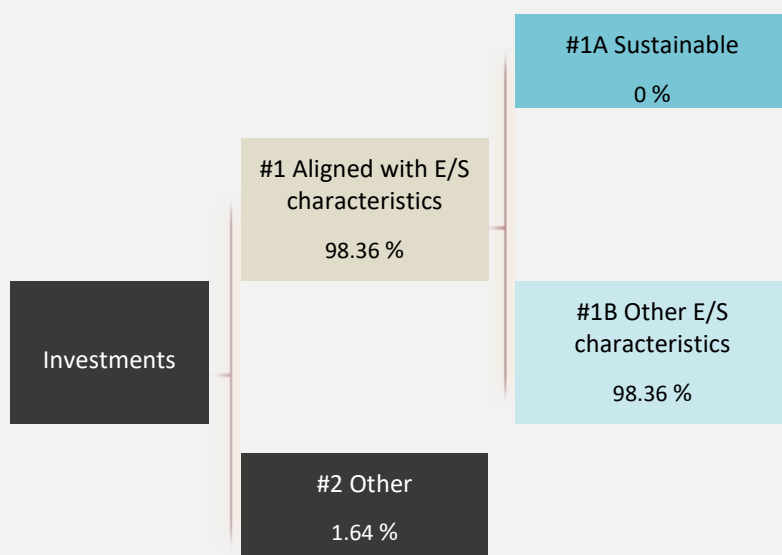 #1A Sustainable
0 %
#1 Aligned with E/S
characteristics
98.36 %
Investments
#1B Other E/S
characteristics
98.36 %
#2 Other
1.64 %